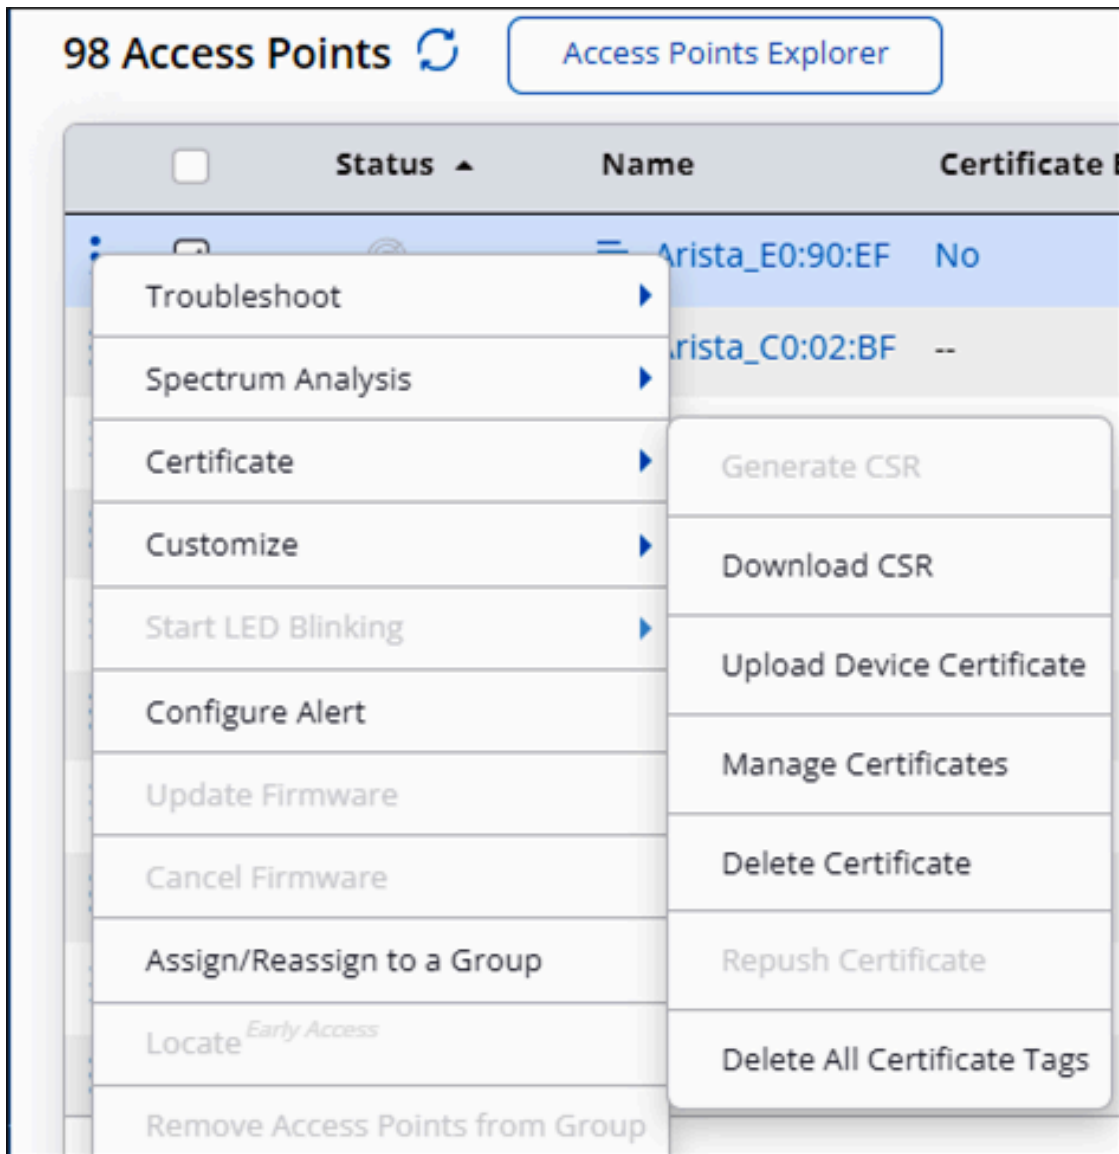 98 Access Points
Access Points Explorer
Status Name Certificate
Arista_E0:90:EF No
Arista_C0:02:BF --
Troubleshoot
Spectrum Analysis
Certificate
Customize
Start LED Blinking
Configure Alert
Update Firmware
Cancel Firmware
Assign/Reassign to a Group
Locate Early Access
Remove Access Points from Group
Generate CSR
Download CSR
Upload Device Certificate
Manage Certificates
Delete Certificate
Repush Certificate
Delete All Certificate Tags